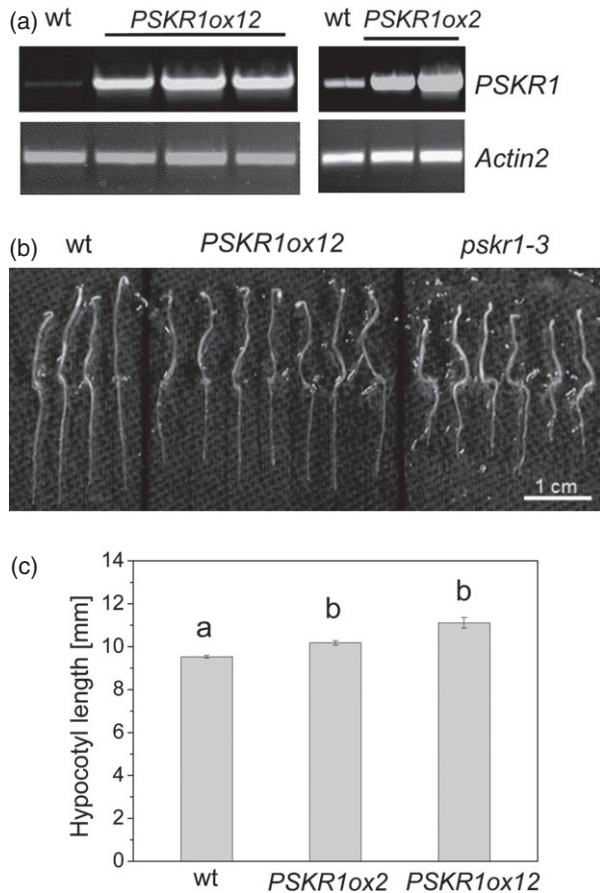 (a) wt PSKR1ox12 wt PSKR1ox2
PSKR1
Actin2
(b) wt PSKR1ox12 pskr1-3
1 cm
(c)
Hypocotyl length [mm]
14
12
10
8
6
4
2
0
a
b
b
wt PSKR1ox2 PSKR1ox12